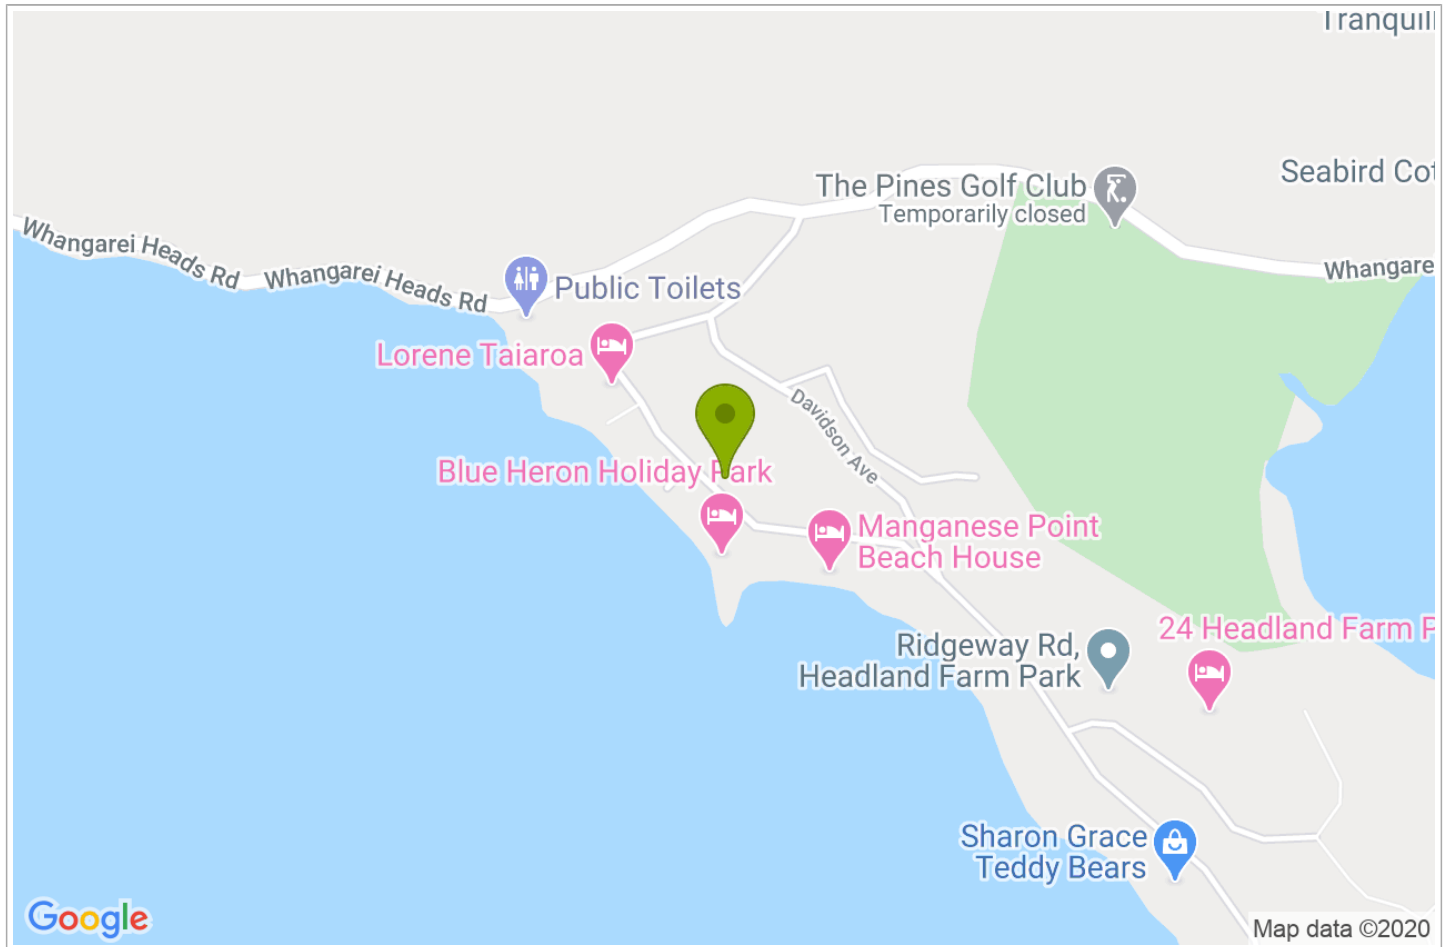 Tranquil
Seabird Cot
The Pines Golf Club
Temporarily closed
Whangarei Heads Rd
Whangarei Heads Rd
Whangare
Public Toilets
Lorene Taiaroa
Davidson Ave
Blue Heron Holiday Park
Manganese Point
Beach House
24 Headland Farm P
Ridgeway Rd,
Headland Farm Park
Sharon Grace
Teddy Bears
Google
Map data ©2020